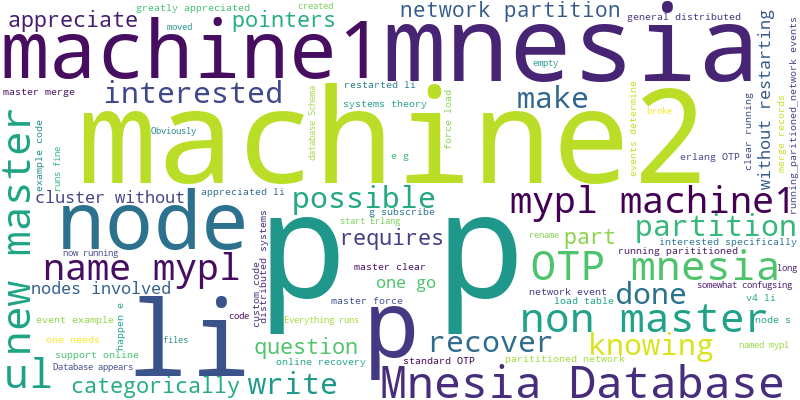 greatly appreciated
created
appreciate
pointers
moved
network partition
general distributed
machine1
mnesia
empty
master merge
interested
restarted li
systems theory
make
without restarting
running_paritioned_network events
machine2
database Schema
force load
events determine
clear running
merge records
broke
Obviously
e g
erlang OTP
example code
runs fine
new master
cluster without
appreciated li
possible
mypl machine1
node
p p
g subscribe
start Erlang
rename
partition
requires
part
interested specifically
now running
running parititioned
name mypl
master clear
OTP mnesia
long
somewhat confugsing
nodes involved
distributed systems
custom code
one go
network event
done
load table
v4 li
li
master force
p
non master
node s
event example
code
Everything runs
happen e
one needs
files
recover
knowing
named mypl
support online
question
online recovery
standard OTP
parititioned network
Database appears
ul
categorically
write
Mnesia Database